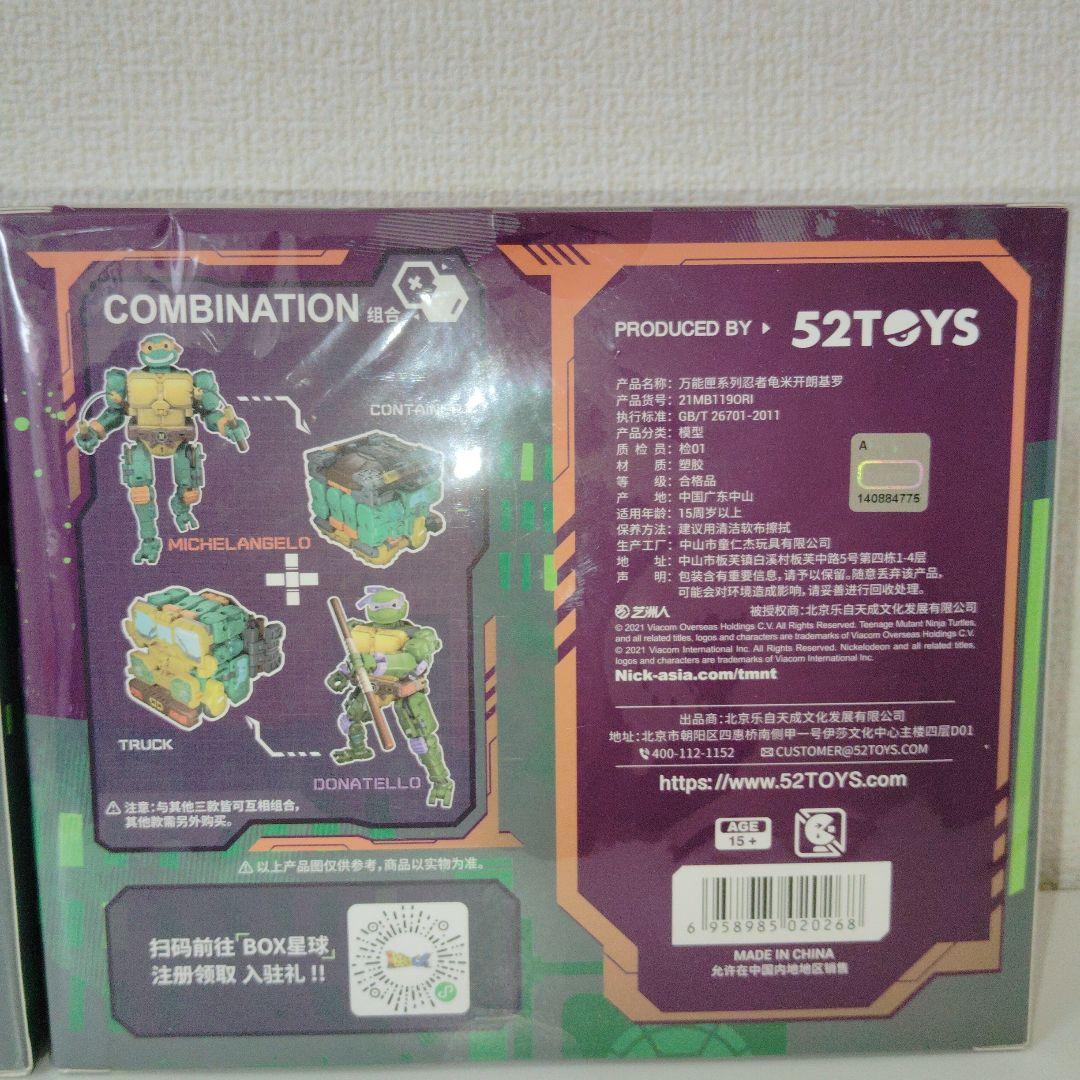 COMBINATION 组合
CONTAINER
MICHELANGELO
TRUCK
DONATELLO
注意:与其他三款皆可互相组合,
其他款需另外购买。
以上产品图仅供参考,商品以实物为准。
扫码前往「BOX星球」
注册领取 入驻礼 !!
PRODUCED BY 52TOYS
产品名称: 万能匣系列忍者龟米开朗基罗
产品货号: 21MB119ORI
执行标准: GB/T 26701-2011
产品分类: 模型
质 检 员: 检01
材 质: 塑胶
等 级: 合格品
产 地: 中国广东中山
适用年龄: 15周岁以上
保养方法: 建议用清洁软布擦拭
生产工厂: 中山市童仁杰玩具有限公司
地 址: 中山市板芙镇白溪村板芙中路5号第四栋1-4层
声 明: 包装含有重要信息,请予以保留。随意丢弃该产品,
可能会对环境造成影响,请妥善进行回收处理。
A
140884775
艺洲人 被授权商: 北京乐自天成文化发展有限公司
© 2021 Viacom Overseas Holdings C.V. All Rights Reserved. Teenage Mutant Ninja Turtles,
and all related titles, logos and characters are trademarks of Viacom Overseas Holdings C.V.
© 2021 Viacom International Inc. All Rights Reserved. Nickelodeon and all related titles,
logos and characters are trademarks of Viacom International Inc.
Nick-asia.com/tmnt
出品商: 北京乐自天成文化发展有限公司
地址: 北京市朝阳区四惠桥南侧甲一号伊莎文化中心主楼四层D01
400-112-1152 CUSTOMER@52TOYS.COM
https://www.52TOYS.com
AGE
15 +
6 958985 020268
MADE IN CHINA
允许在中国内地地区销售